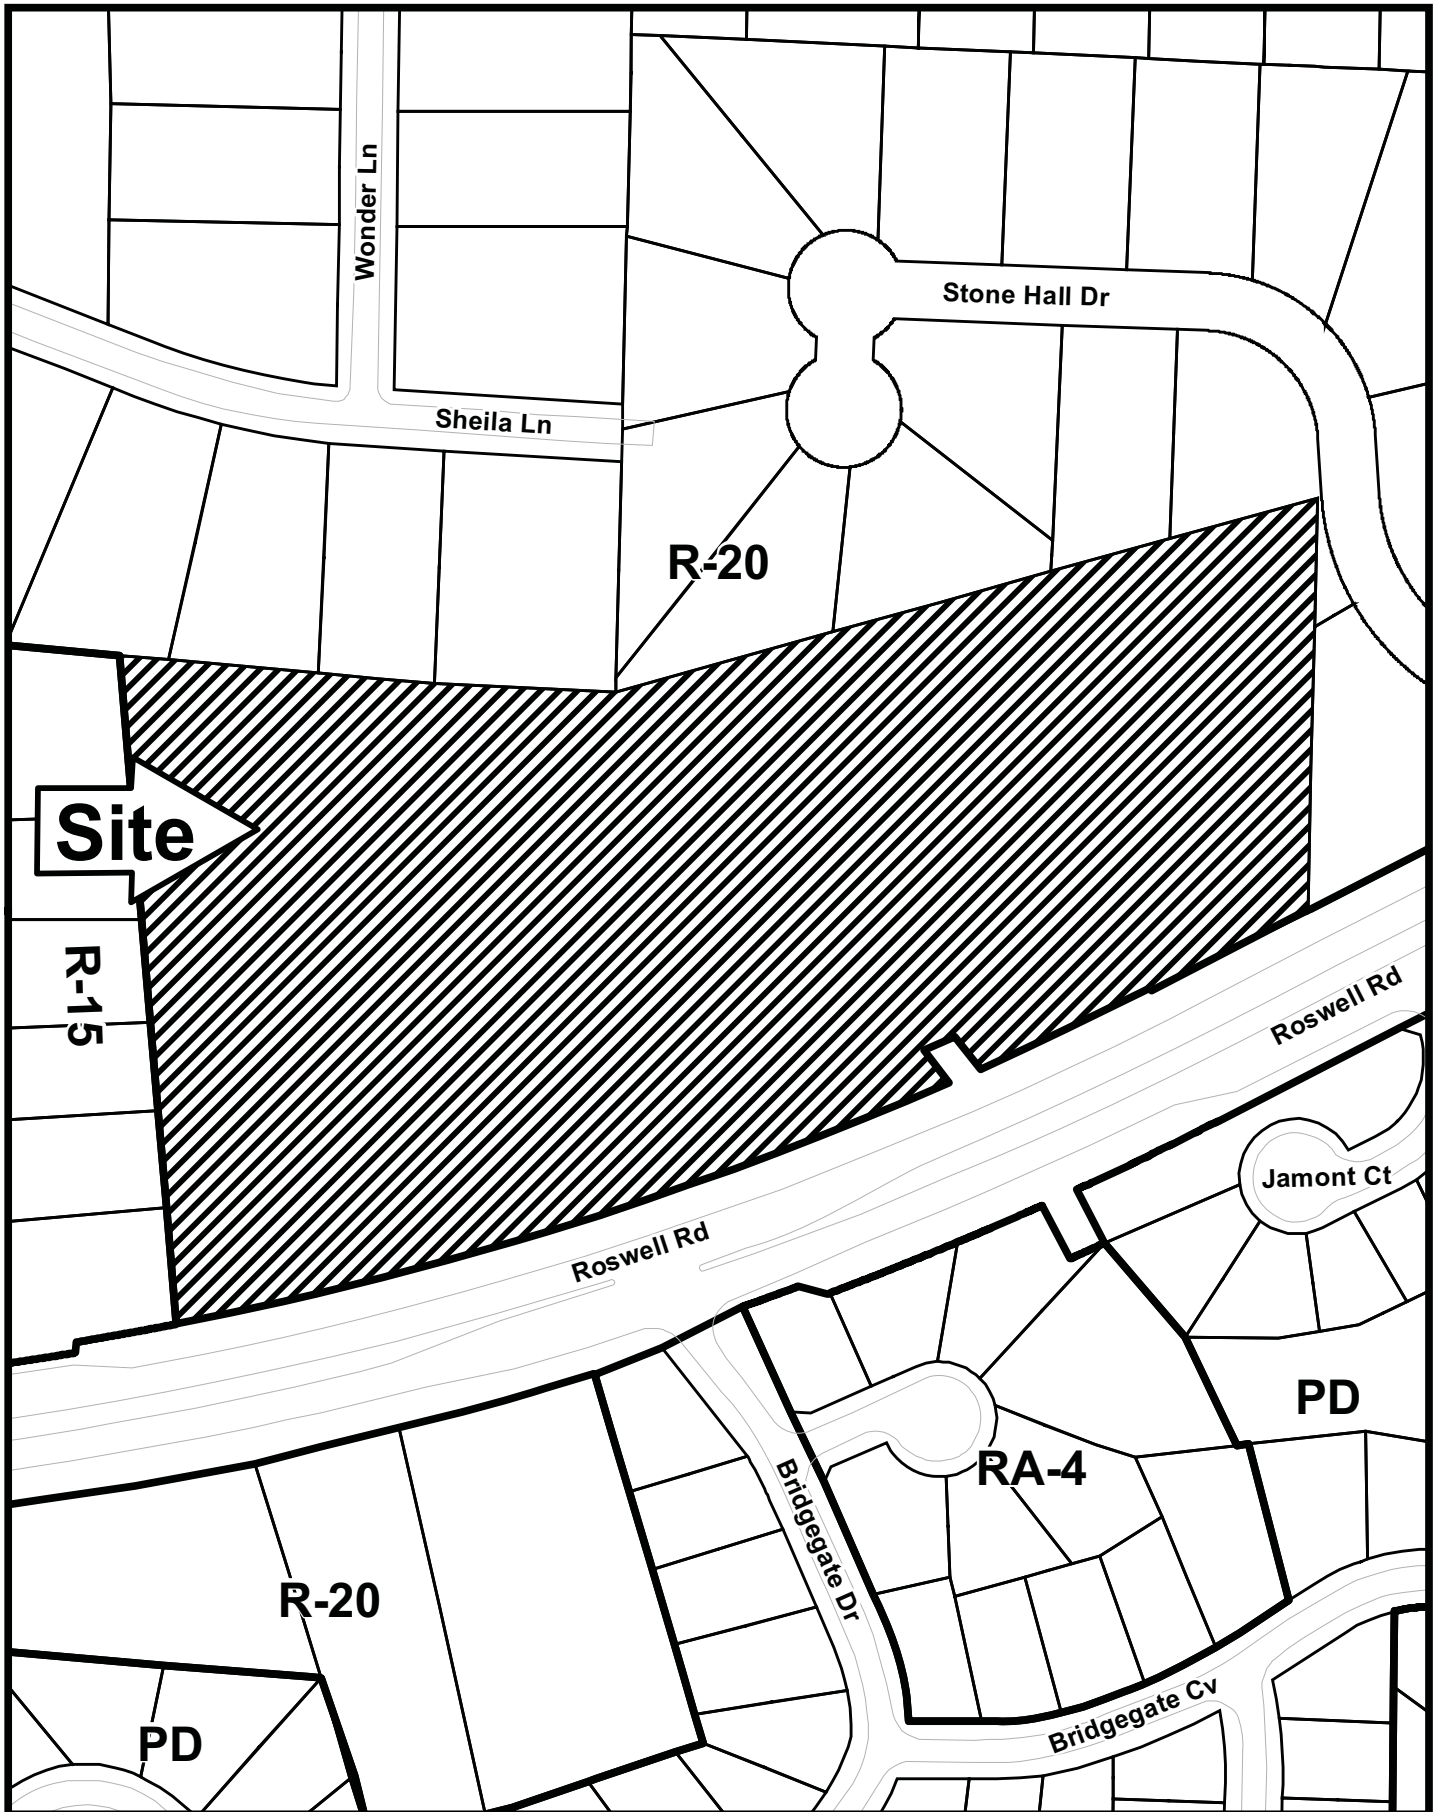 Wonder Ln
Stone Hall Dr
Sheila Ln
R-20
Site
R-15
Roswell Rd
Jamont Ct
Roswell Rd
PD
RA-4
Bridgegate Dr
R-20
Bridgegate Cv
PD